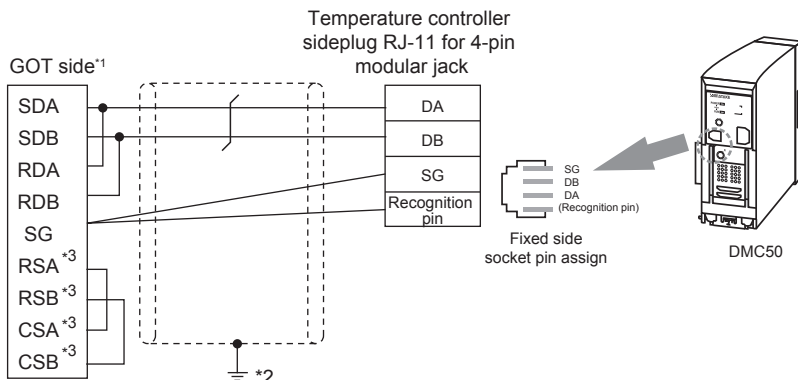 Temperature controller
sideplug RJ-11 for 4-pin
modular jack
GOT side*1
SDA
SDB
RDA
RDB
SG
RSA *3
RSB *3
CSA *3
CSB *3
*2
DA
DB
SG
Recognition
pin
SG
DB
DA
(Recognition pin)
Fixed side
socket pin assign
DMC50